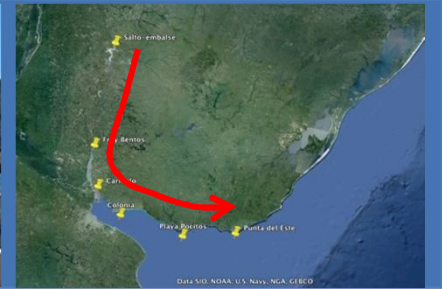 Salto-embalse
Fray Bentos
Carmelo
Colonia
Playa Pocitos
Punta del Este
Data SIO, NOAA, U.S. Navy, NGA, GEBCO